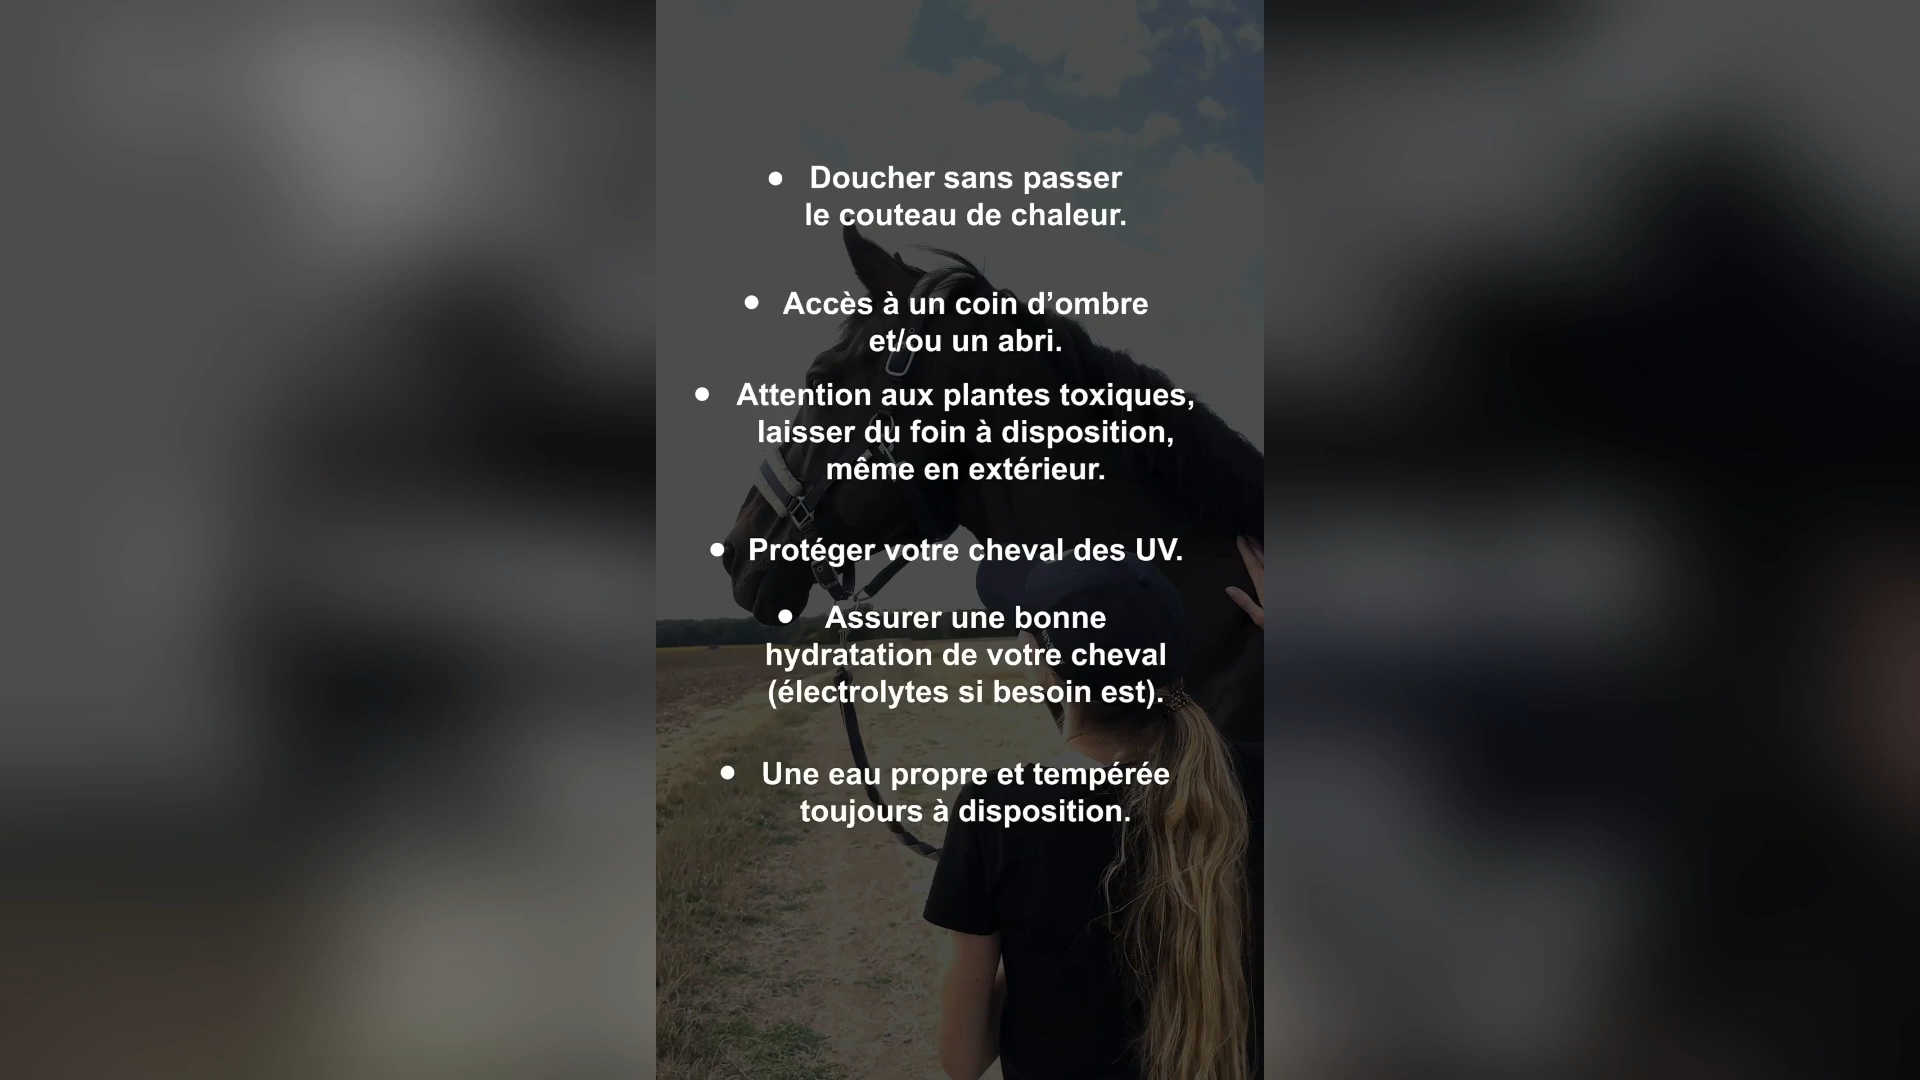 • Doucher sans passer
le couteau de chaleur.
• Accès à un coin d’ombre
et/ou un abri.
• Attention aux plantes toxiques,
laisser du foin à disposition,
même en extérieur.
• Protéger votre cheval des UV.
• Assurer une bonne
hydratation de votre cheval
(électrolytes si besoin est).
• Une eau propre et tempérée
toujours à disposition.